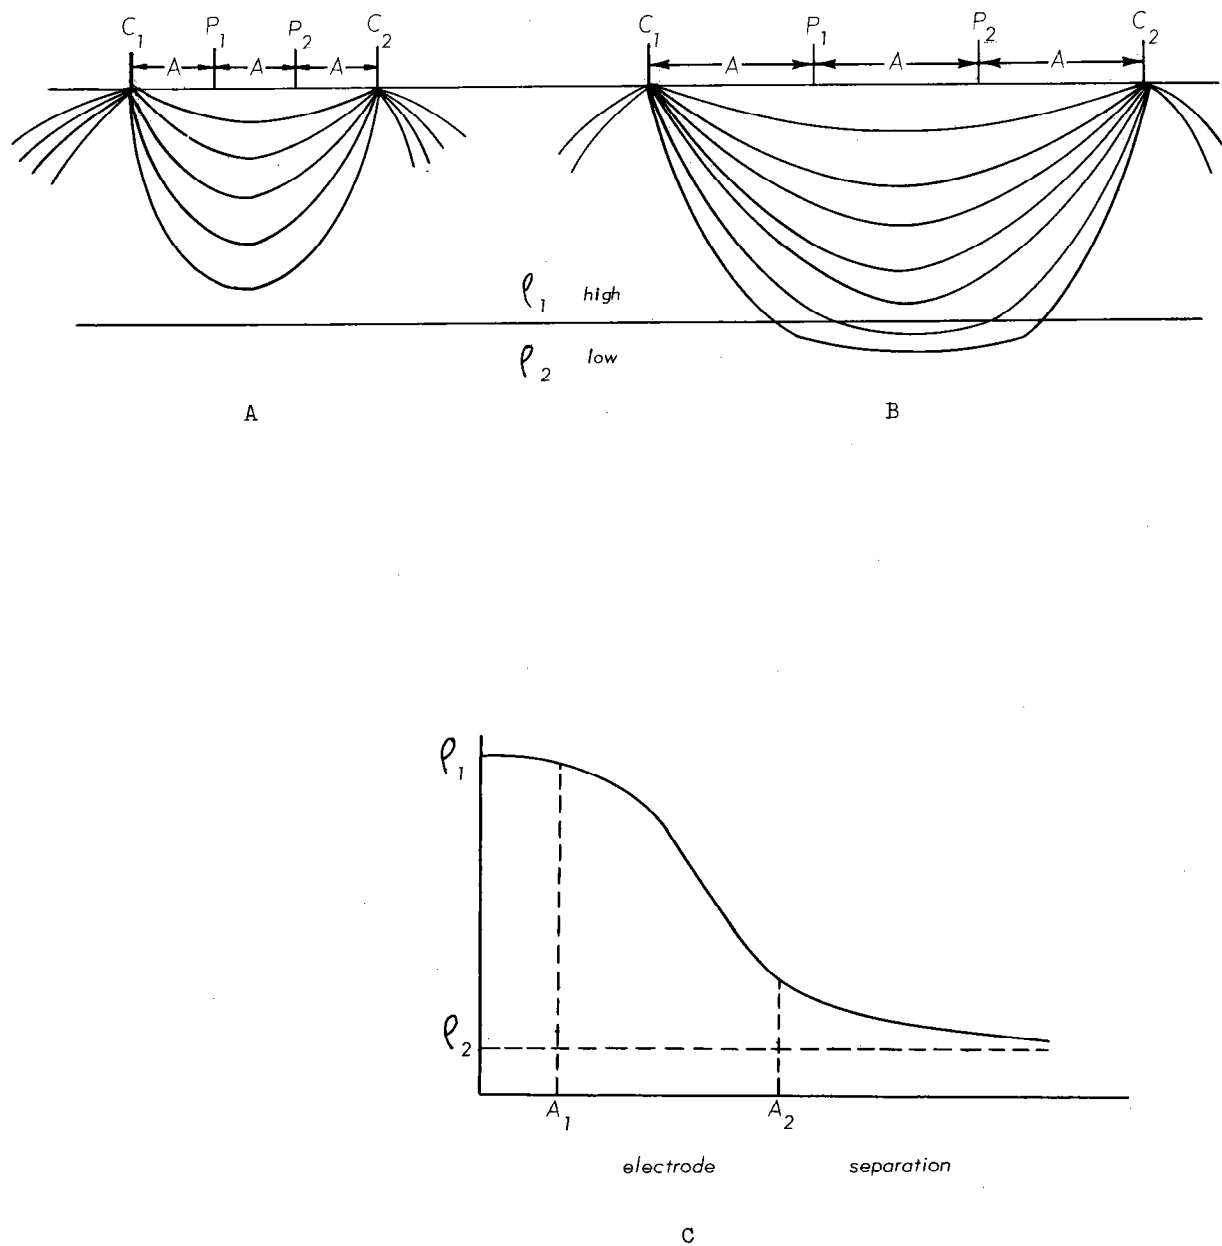 C₁ P₁ P₂ C₂
A A A
C₁ P₁ P₂ C₂
A A A
ρ₁ high
ρ₂ low
A
B
ρ₁
ρ₂
A₁ A₂
electrode separation
C